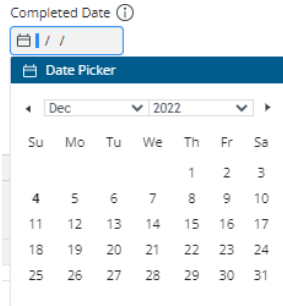 Completed Date
/ /
Date Picker
Dec 2022
Su Mo Tu We Th Fr Sa
1 2 3
4 5 6 7 8 9 10
11 12 13 14 15 16 17
18 19 20 21 22 23 24
25 26 27 28 29 30 31